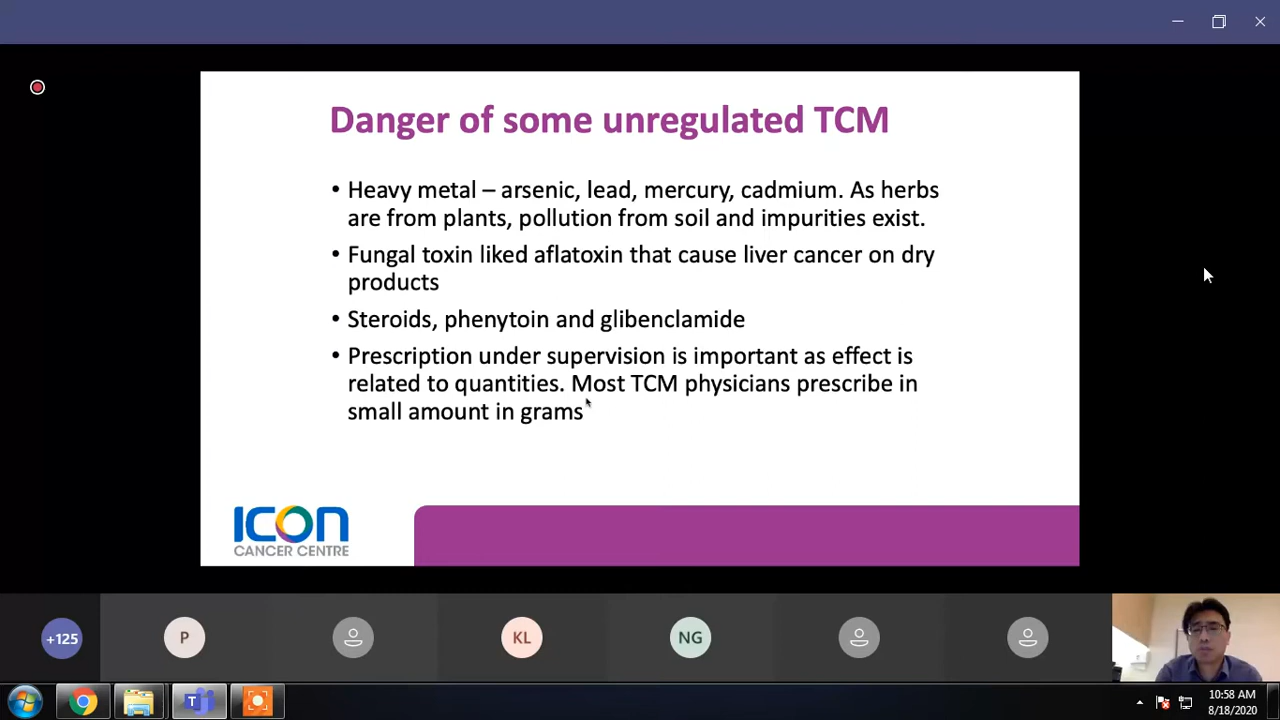 Danger of some unregulated TCM
• Heavy metal – arsenic, lead, mercury, cadmium. As herbs
are from plants, pollution from soil and impurities exist.
• Fungal toxin liked aflatoxin that cause liver cancer on dry
products
• Steroids, phenytoin and glibenclamide
• Prescription under supervision is important as effect is
related to quantities. Most TCM physicians prescribe in
small amount in grams
ICON
CANCER CENTRE
+125
P
KL
NG
10:58 AM
8/18/2020